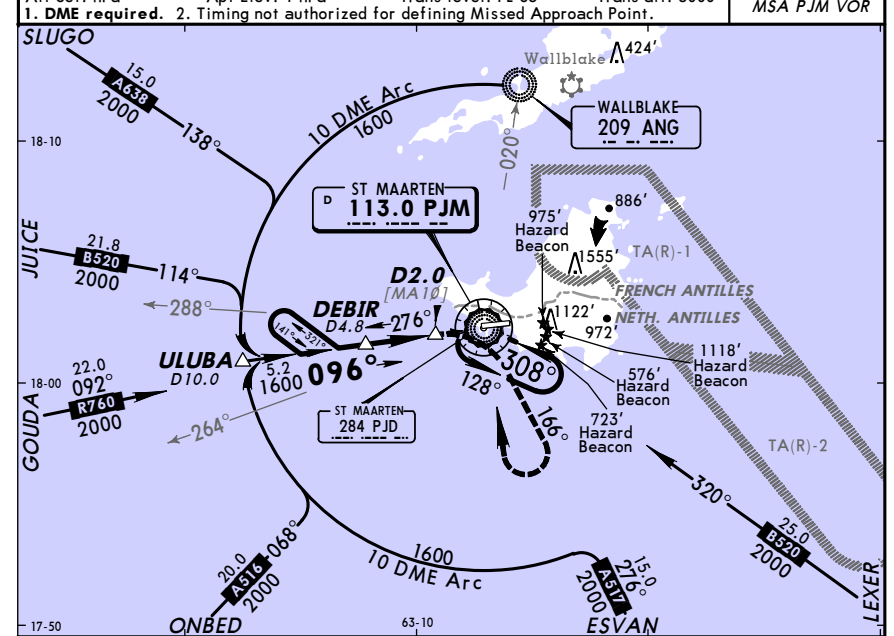 1. DME required. 2. Timing not authorized for defining Missed Approach Point.
MSA PJM VOR
SLUGO
15.0
A638
2000
138°
10 DME Arc
1600
Wallblake
424'
WALLBLAKE
209 ANG
020°
18-10
ST MAARTEN
D 113.0 PJM
975'
Hazard
Beacon
886'
1555'
TA(R)-1
JUICE
21.8
B520
2000
114°
288°
D2.0
[MA10]
DEBIR
D4.8
276°
141°
321°
FRENCH ANTILLES
NETH. ANTILLES
1122'
972'
1118'
Hazard
Beacon
ULUBA
D10.0
5.2
1600
096°
308°
128°
166°
576'
Hazard
Beacon
723'
Hazard
Beacon
18-00
GOUDA
22.0
092°
R760
2000
264°
ST MAARTEN
284 PJD
TA(R)-2
320°
25.0
B520
2000
LEXER
068°
20.0
A516
2000
ONBED
1600
10 DME Arc
15.0
276°
A517
2000
ESVAN
17-50
63-10